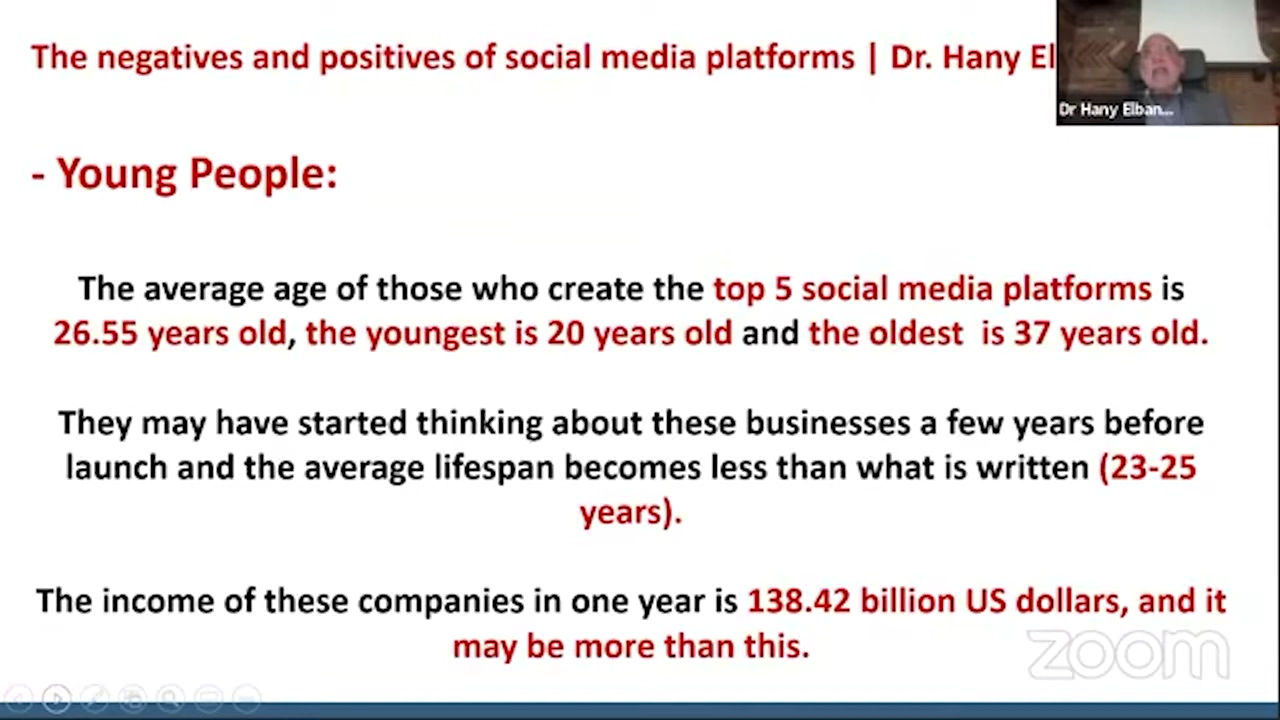 The negatives and positives of social media platforms | Dr. Hany El
Dr Hany Elban...
- Young People:
The average age of those who create the top 5 social media platforms is
26.55 years old, the youngest is 20 years old and the oldest is 37 years old.
They may have started thinking about these businesses a few years before
launch and the average lifespan becomes less than what is written (23-25
years).
The income of these companies in one year is 138.42 billion US dollars, and it
may be more than this.
zoom